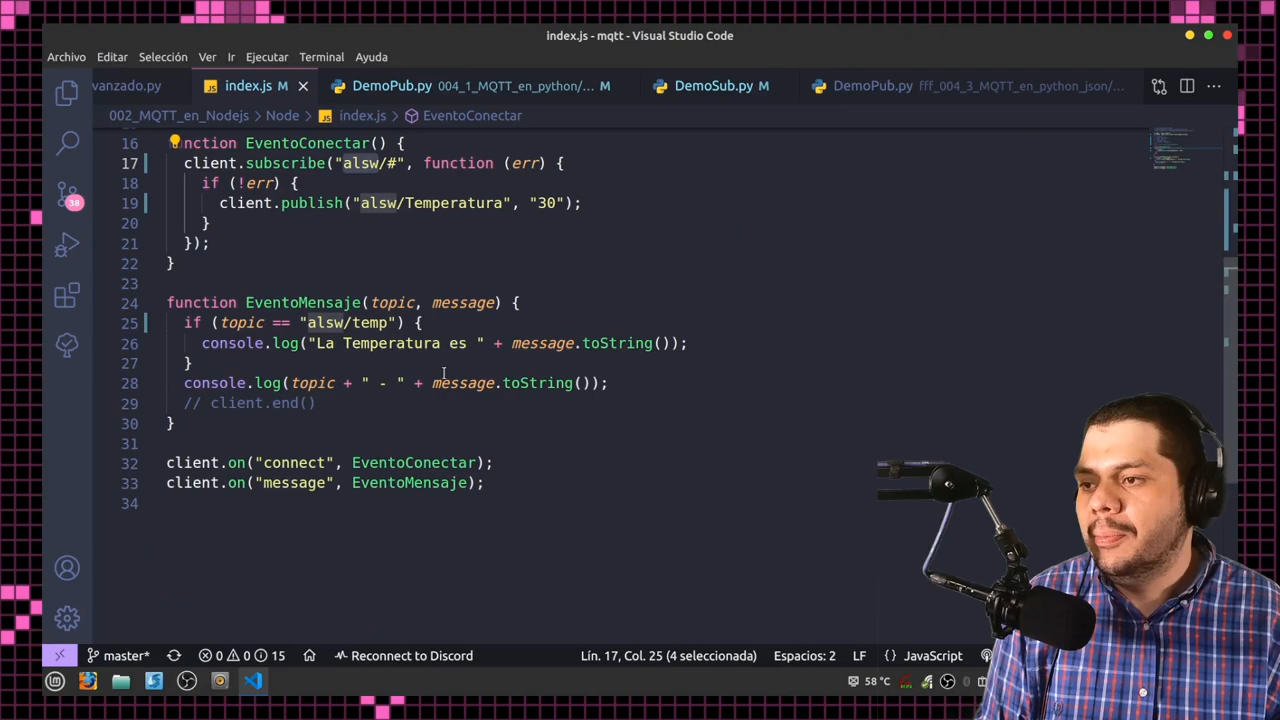 index.js - mqtt - Visual Studio Code
Archivo Editar Selección Ver Ir Ejecutar Terminal Ayuda
vanzado.py JS index.js M DemoPub.py 004_1_MQTT_en_python/... M DemoSub.py M DemoPub.py fff_004_3_MQTT_en_python_json/...
002_MQTT_en_Nodejs > Node > JS index.js > EventoConectar
16 nction EventoConectar() {
17 client.subscribe("alsw/#", function (err) {
18 if (!err) {
19 client.publish("alsw/Temperatura", "30");
20 }
21 });
22 }
23
24 function EventoMensaje(topic, message) {
25 if (topic == "alsw/temp") {
26 console.log("La Temperatura es " + message.toString());
27 }
28 console.log(topic + " - " + message.toString());
29 // client.end()
30 }
31
32 client.on("connect", EventoConectar);
33 client.on("message", EventoMensaje);
34
38
master* 0 0 15 Reconnect to Discord Lín. 17, Col. 25 (4 seleccionada) Espacios: 2 LF {} JavaScript
58 °C